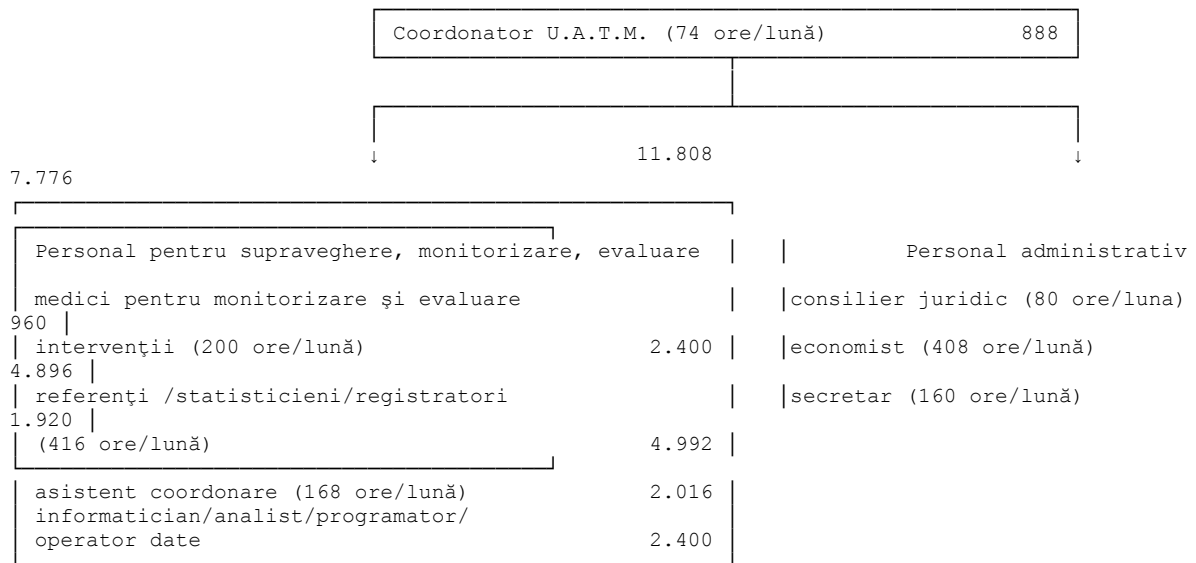 Coordonator U.A.T.M. (74 ore/lună) 888
↓ 11.808 ↓
7.776
Personal pentru supraveghere, monitorizare, evaluare Personal administrativ
medici pentru monitorizare şi evaluare consilier juridic (80 ore/luna)
960
intervenţii (200 ore/lună) 2.400 economist (408 ore/lună)
4.896
referenţi /statisticieni/registratori secretar (160 ore/lună)
1.920
(416 ore/lună) 4.992
asistent coordonare (168 ore/lună) 2.016
informatician/analist/programator/
operator date 2.400